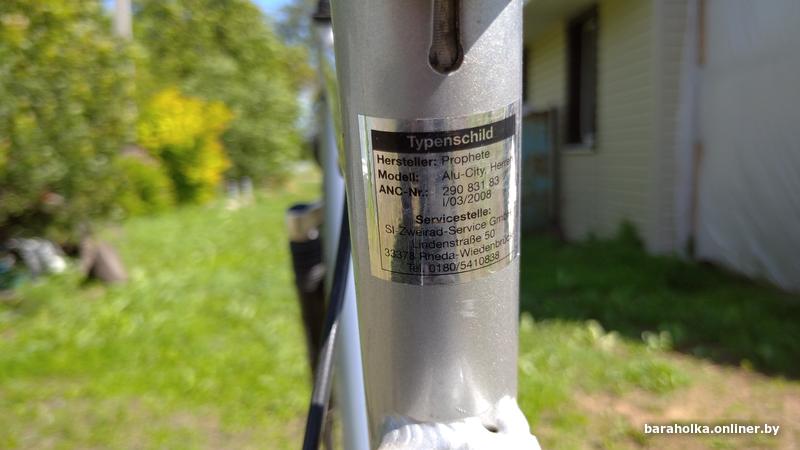 Typenschild
Hersteller: Prophete
Modell: Alu-City, Herren
ANC-Nr.: 290 831 83
I/03/2008
Servicestelle:
SI-Zweirad-Service GmbH
Lindenstraße 50
33378 Rheda-Wiedenbrück
Tel. 0180/5410838
baraholka.onliner.by